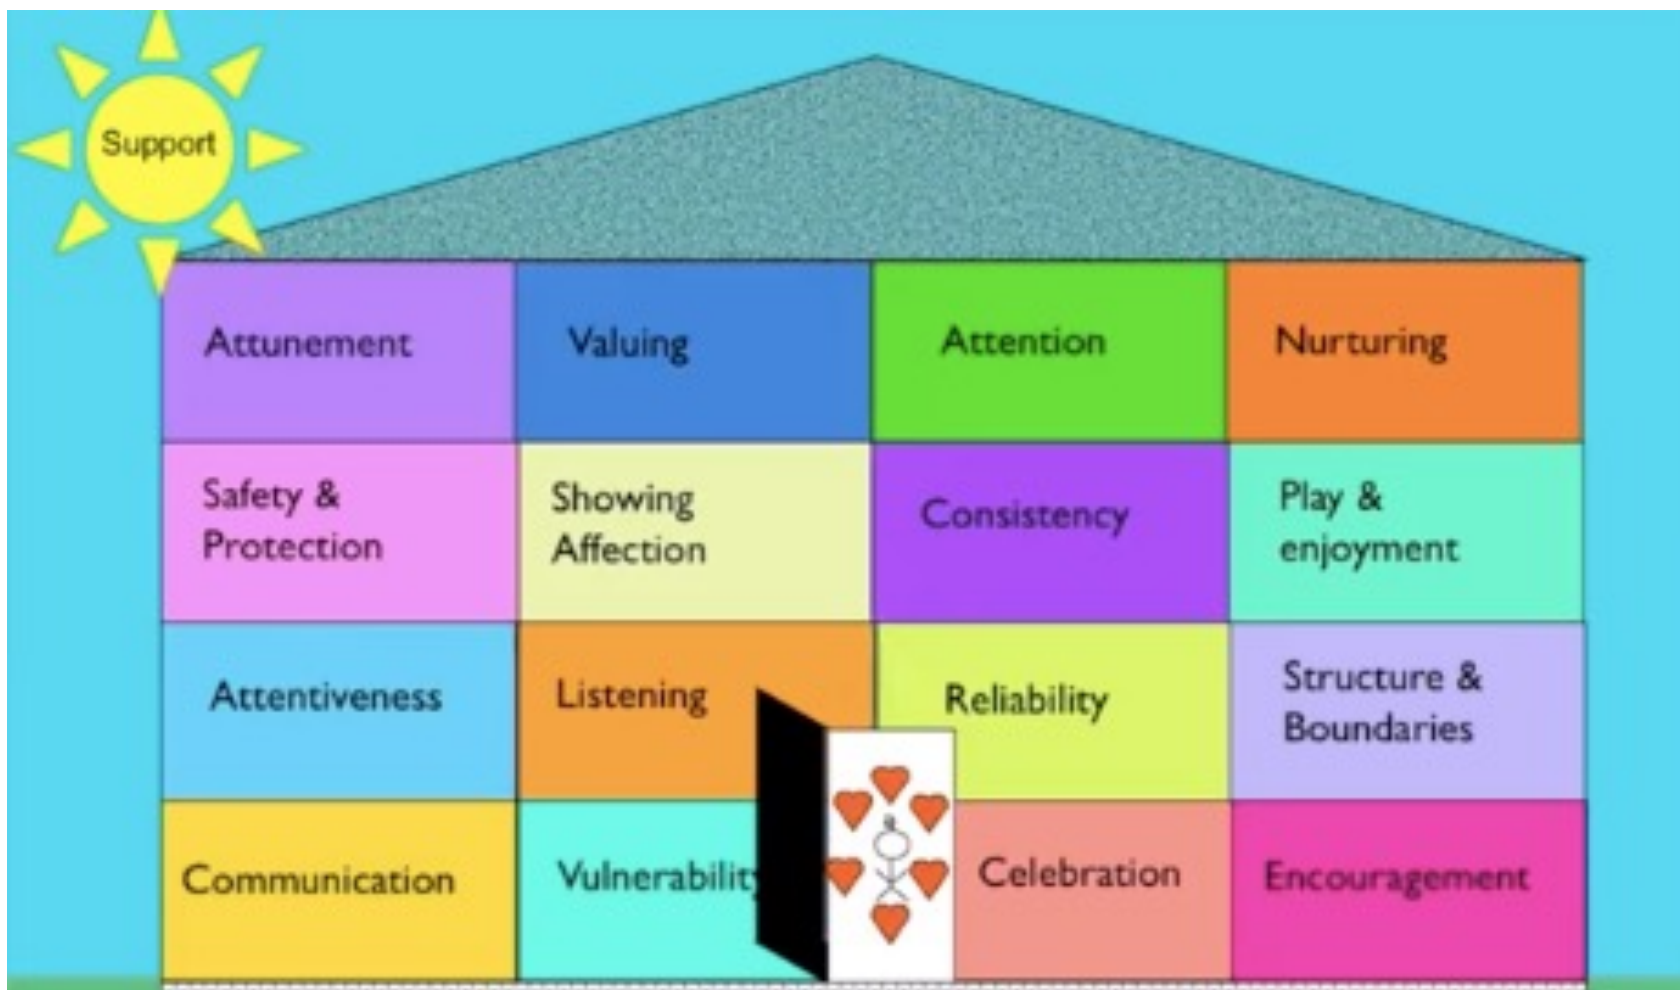 Support
Attunement
Valuing
Attention
Nurturing
Safety &
Protection
Showing
Affection
Consistency
Play &
enjoyment
Attentiveness
Listening
Reliability
Structure &
Boundaries
Communication
Vulnerability
Celebration
Encouragement